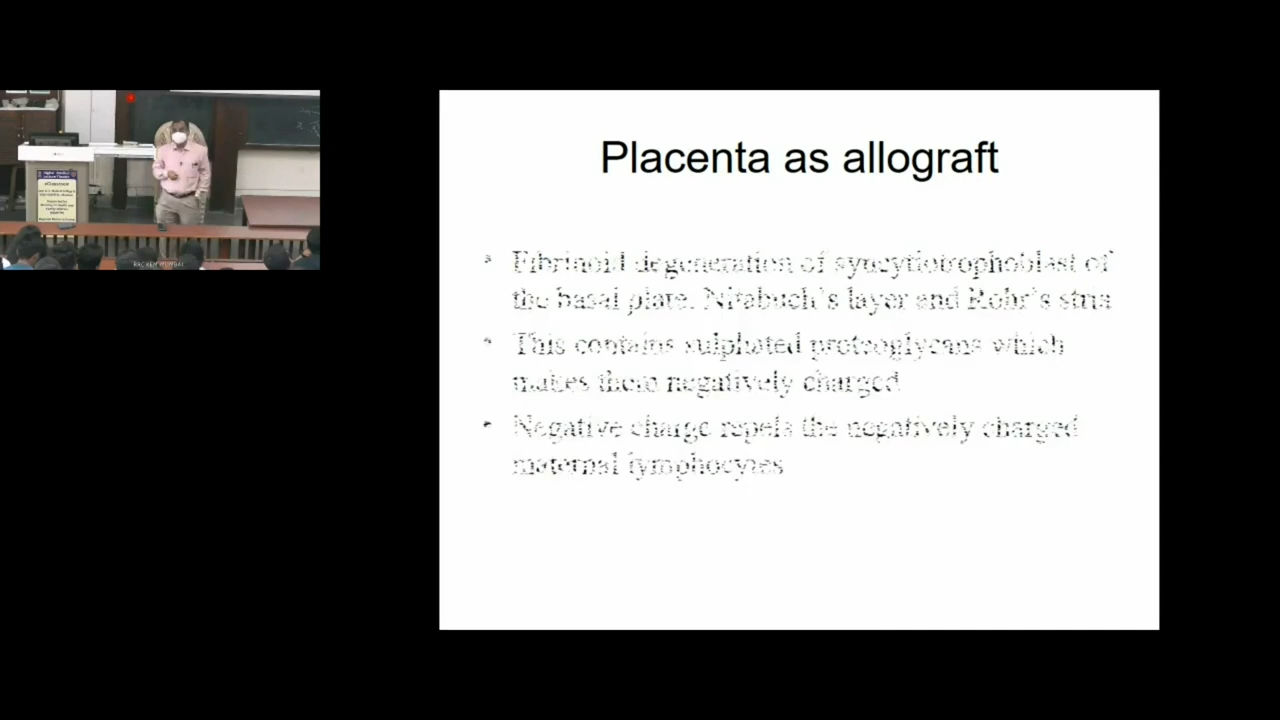 Placenta as allograft
• Fibrinoid degeneration of syncytiotrophoblast of
the basal plate. Nitabuch's layer and Rohr's stria
• This contains sulphated proteoglycans which
makes them negatively charged
• Negative charge repels the negatively charged
maternal lymphocytes